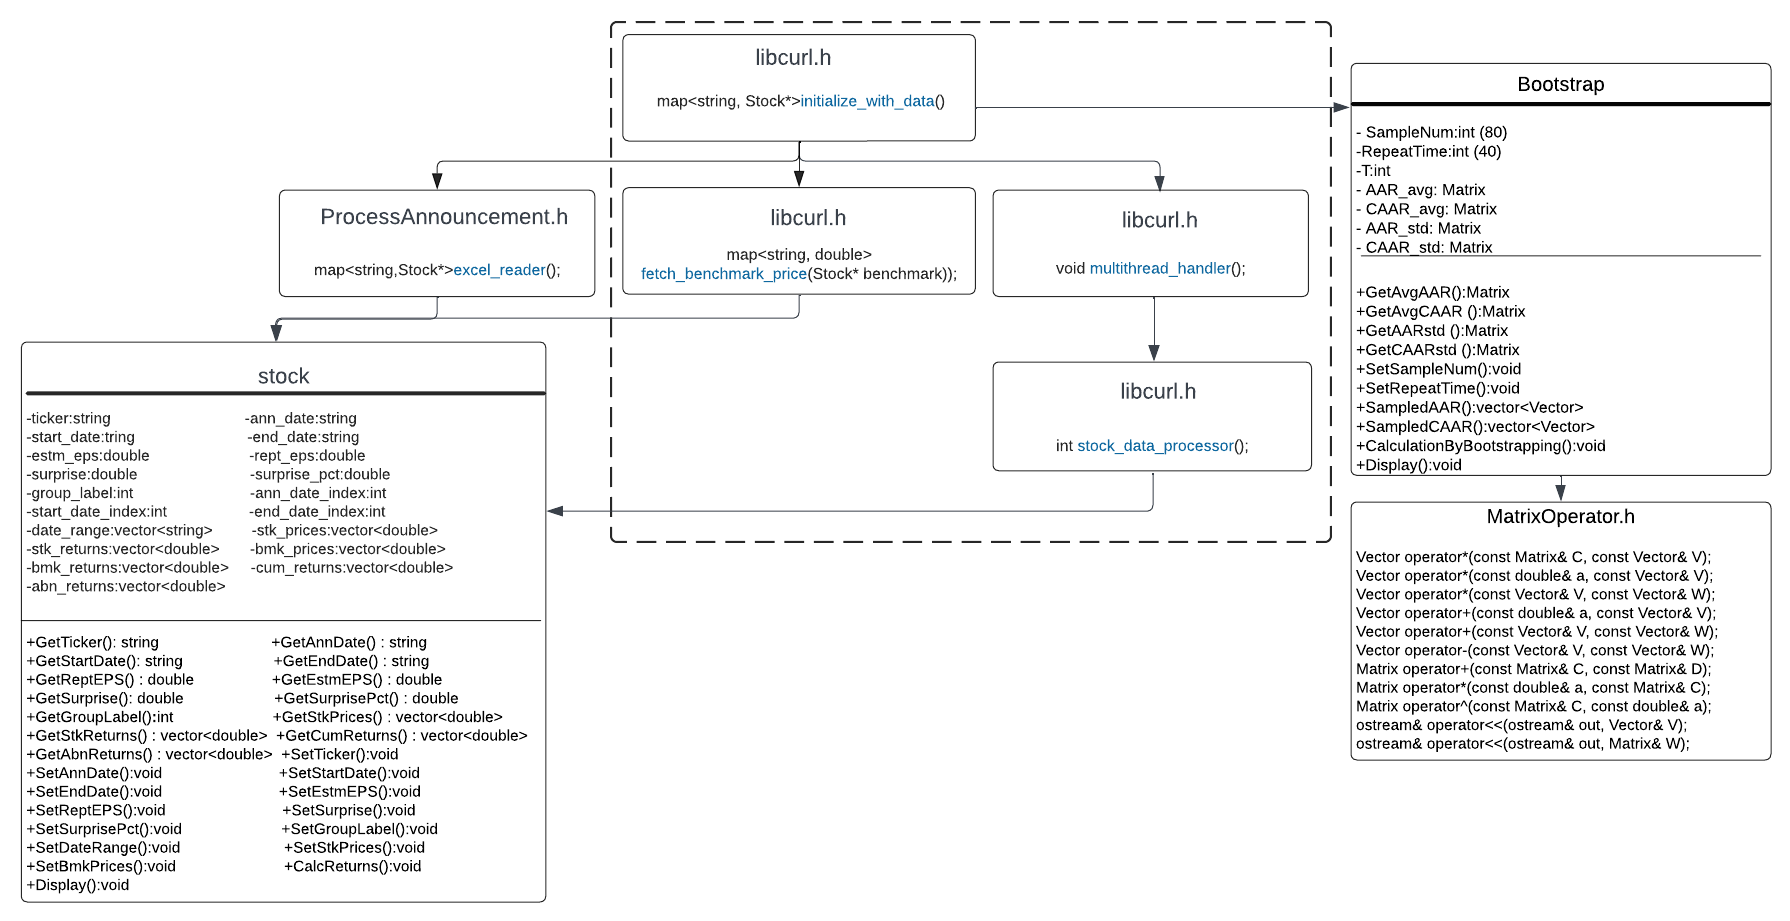 libcurl.h
map<string, Stock*>initialize_with_data()
ProcessAnnouncement.h
map<string,Stock*>excel_reader();
libcurl.h
map<string, double>
fetch_benchmark_price(Stock* benchmark));
libcurl.h
void multithread_handler();
libcurl.h
int stock_data_processor();
stock
-ticker:string -ann_date:string
-start_date:tring -end_date:string
-estm_eps:double -rept_eps:double
-surprise:double -surprise_pct:double
-group_label:int -ann_date_index:int
-start_date_index:int -end_date_index:int
-date_range:vector<string> -stk_prices:vector<double>
-stk_returns:vector<double> -bmk_prices:vector<double>
-bmk_returns:vector<double> -cum_returns:vector<double>
-abn_returns:vector<double>
+GetTicker(): string +GetAnnDate() : string
+GetStartDate(): string +GetEndDate() : string
+GetReptEPS() : double +GetEstmEPS() : double
+GetSurprise(): double +GetSurprisePct() : double
+GetGroupLabel():int +GetStkPrices() : vector<double>
+GetStkReturns() : vector<double> +GetCumReturns() : vector<double>
+GetAbnReturns() : vector<double> +SetTicker():void
+SetAnnDate():void +SetStartDate():void
+SetEndDate():void +SetEstmEPS():void
+SetReptEPS():void +SetSurprise():void
+SetSurprisePct():void +SetGroupLabel():void
+SetDateRange():void +SetStkPrices():void
+SetBmkPrices():void +CalcReturns():void
+Display():void
Bootstrap
- SampleNum:int (80)
-RepeatTime:int (40)
-T:int
- AAR_avg: Matrix
- CAAR_avg: Matrix
- AAR_std: Matrix
- CAAR_std: Matrix
+GetAvgAAR():Matrix
+GetAvgCAAR ():Matrix
+GetAARstd ():Matrix
+GetCAARstd ():Matrix
+SetSampleNum():void
+SetRepeatTime():void
+SampledAAR():vector<Vector>
+SampledCAAR():vector<Vector>
+CalculationByBootstrapping():void
+Display():void
MatrixOperator.h
Vector operator*(const Matrix& C, const Vector& V);
Vector operator*(const double& a, const Vector& V);
Vector operator*(const Vector& V, const Vector& W);
Vector operator+(const double& a, const Vector& V);
Vector operator+(const Vector& V, const Vector& W);
Vector operator-(const Vector& V, const Vector& W);
Matrix operator+(const Matrix& C, const Matrix& D);
Matrix operator*(const double& a, const Matrix& C);
Matrix operator^(const Matrix& C, const double& a);
ostream& operator<<(ostream& out, Vector& V);
ostream& operator<<(ostream& out, Matrix& W);